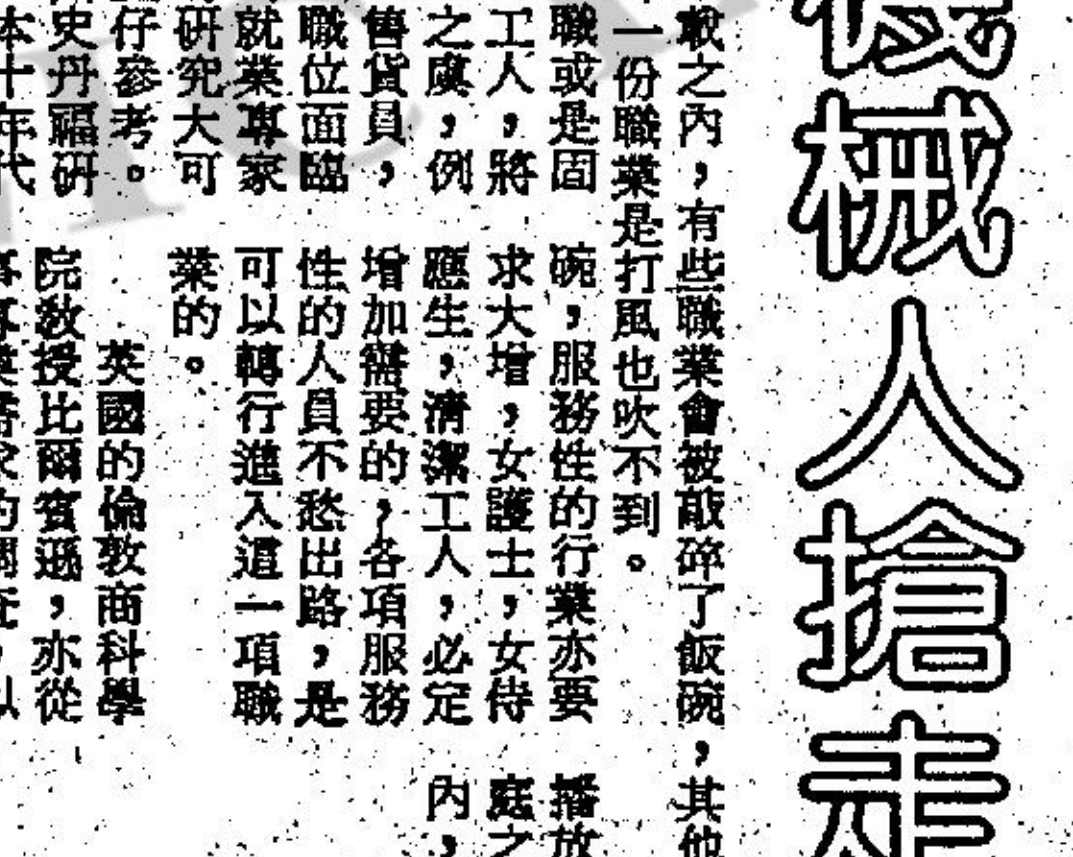 機械人搶走
載之內，有些職業會被敲碎了飯碗，其他
一份職業是打風也吹不到。
職或是固
工人，將
之虞，例
售貨員，
職位面臨
就業專家
研究大可
仔參考。
史丹福研
本十年代
碗，服務性的行業亦要
求大增，女護士，女侍
應生，清潔工人，必定
增加需要的，各項服務
性的人員不愁出路，是
可以轉行進入這一項職
業的。
英國的倫敦商科學
院教授比爾賓遜，亦從
播放
庭之
內，